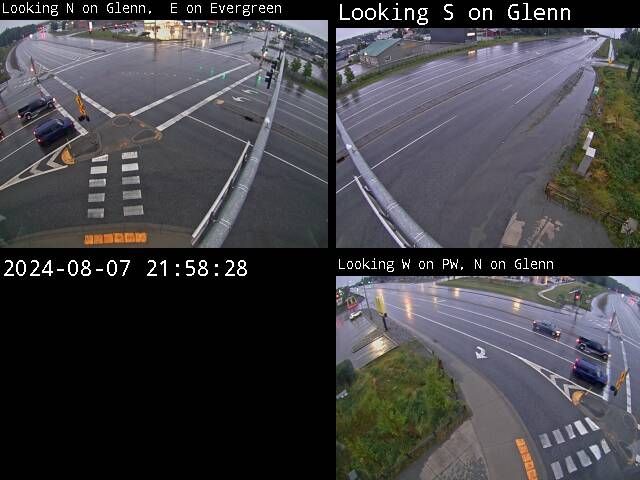 Looking N on Glenn,  E on Evergreen
Looking S on Glenn
2024-08-07 21:58:28
Looking W on PW, N on Glenn